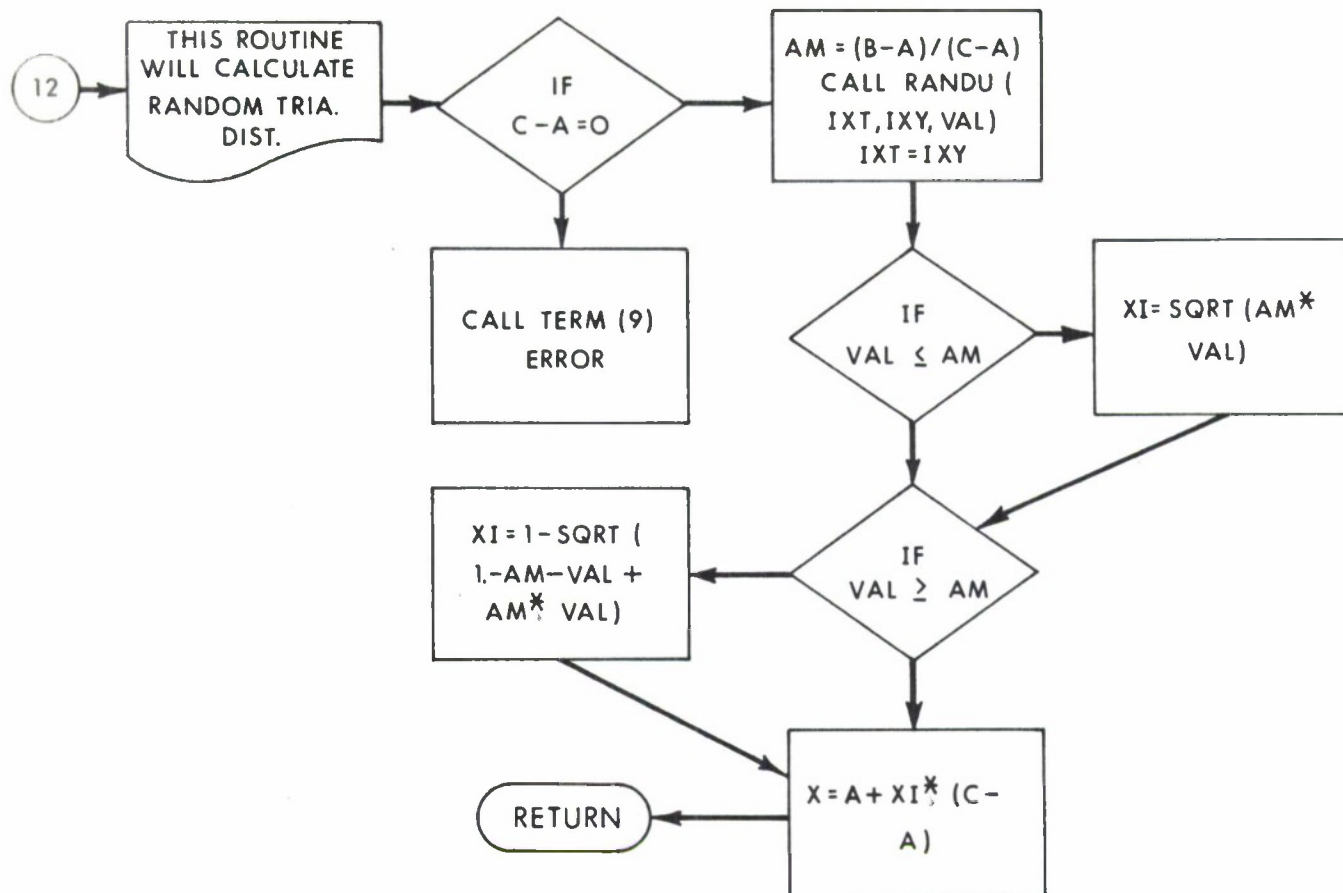 12
THIS ROUTINE
WILL CALCULATE
RANDOM TRIA.
DIST.
IF
C-A=O
AM=(B-A)/(C-A)
CALL RANDU (
IXT,IXY,VAL)
IXT=IXY
CALL TERM (9)
ERROR
IF
VAL ≤ AM
XI=SQRT (AM*
VAL)
XI=1-SQRT (
1.-AM-VAL+
AM* VAL)
IF
VAL ≥ AM
X=A+XI* (C-
A)
RETURN